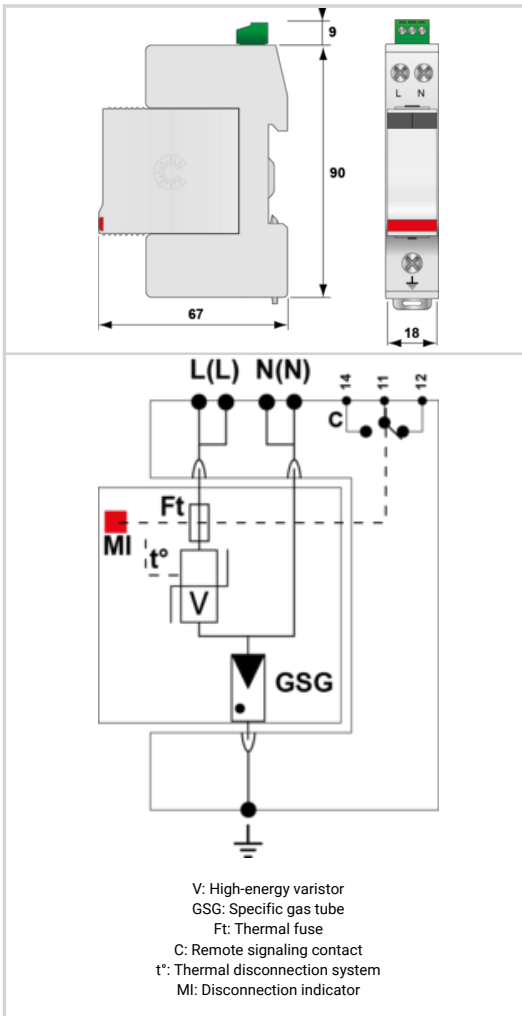 9
L N
90
67
18
L(L) N(N)
14
11
12
C
Ft
MI
t°
V
GSG
V: High-energy varistor
GSG: Specific gas tube
Ft: Thermal fuse
C: Remote signaling contact
t°: Thermal disconnection system
MI: Disconnection indicator